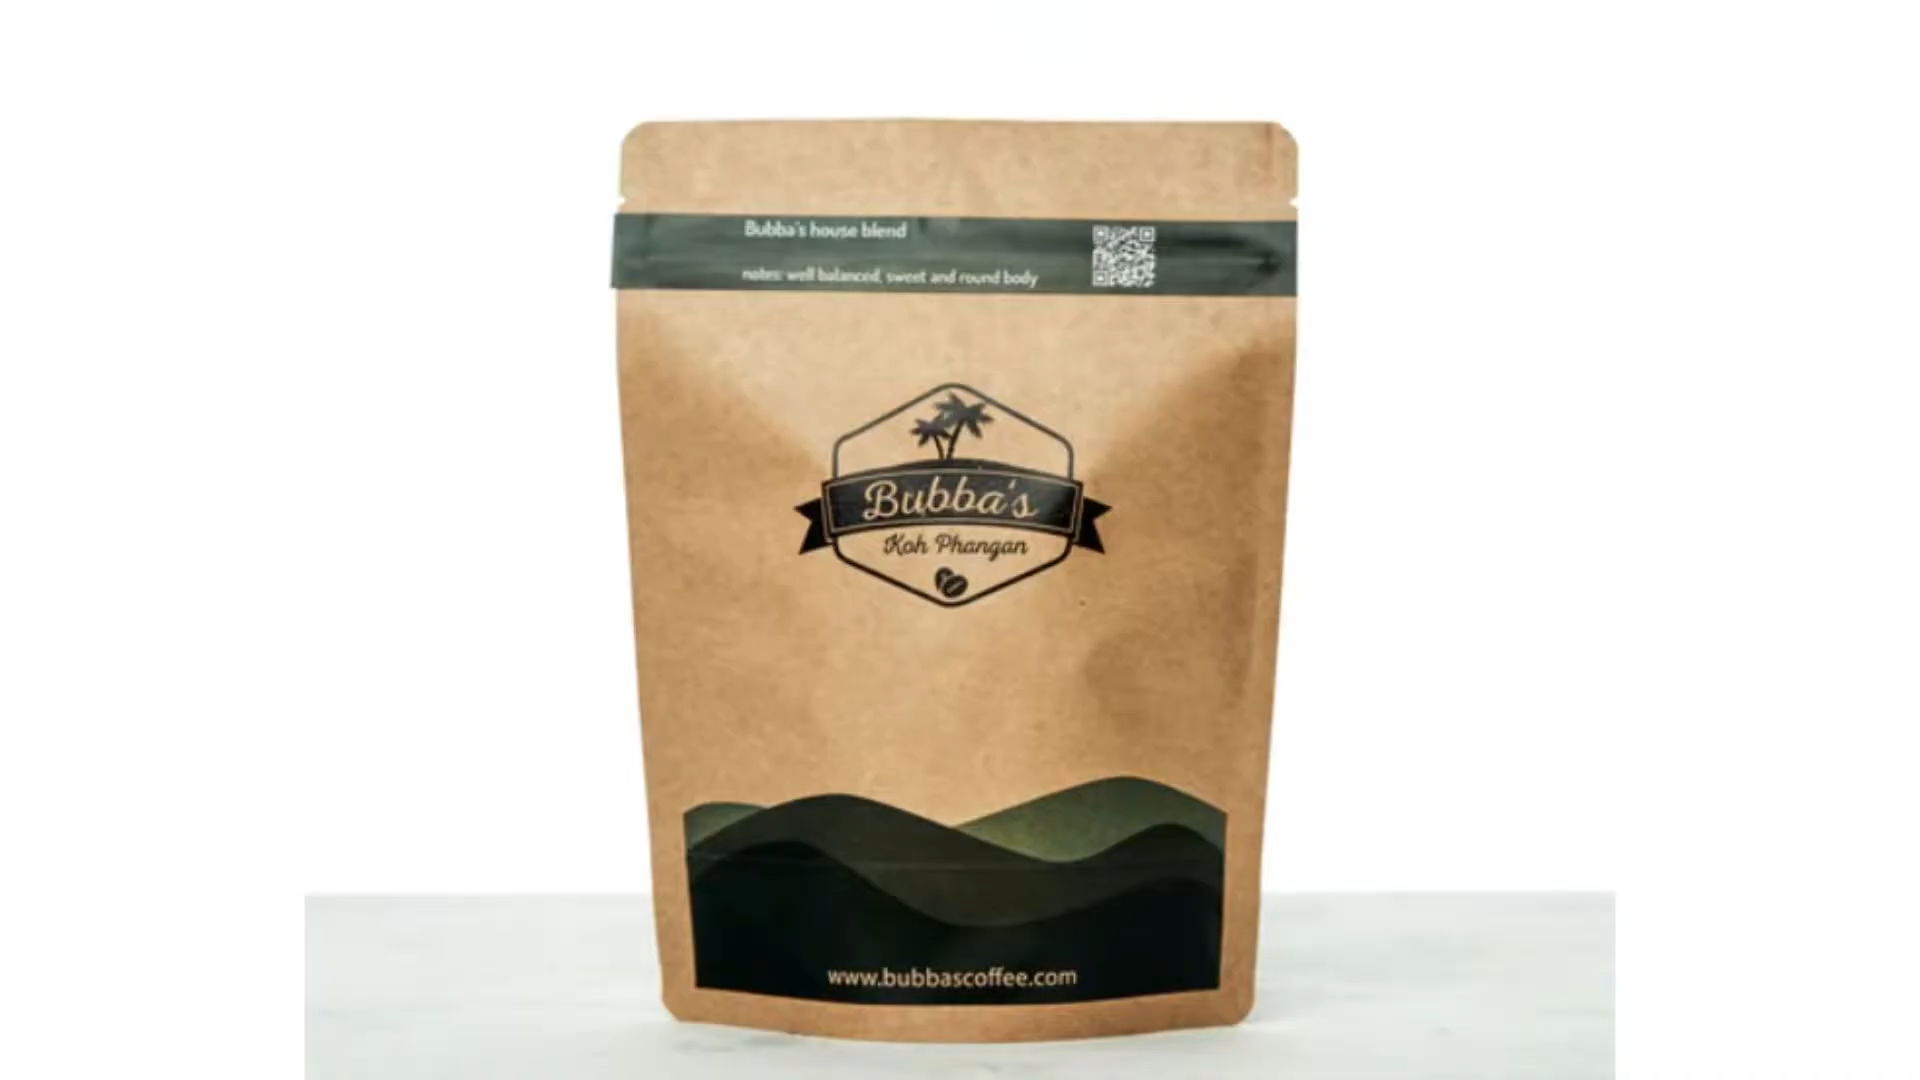 Bubba's house blend
notes: well balanced, sweet and round body
Bubba's
Koh Phangan
www.bubbascoffee.com